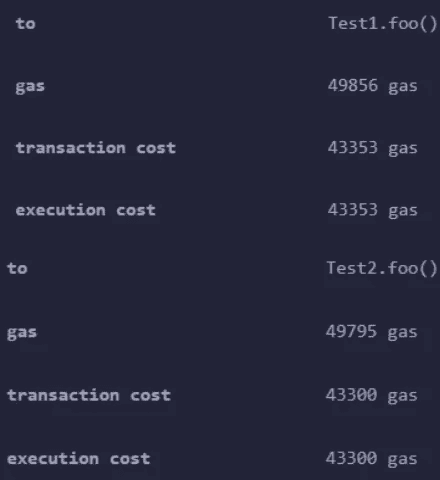 to Test1.foo()
gas 49856 gas
transaction cost 43353 gas
execution cost 43353 gas
to Test2.foo()
gas 49795 gas
transaction cost 43300 gas
execution cost 43300 gas